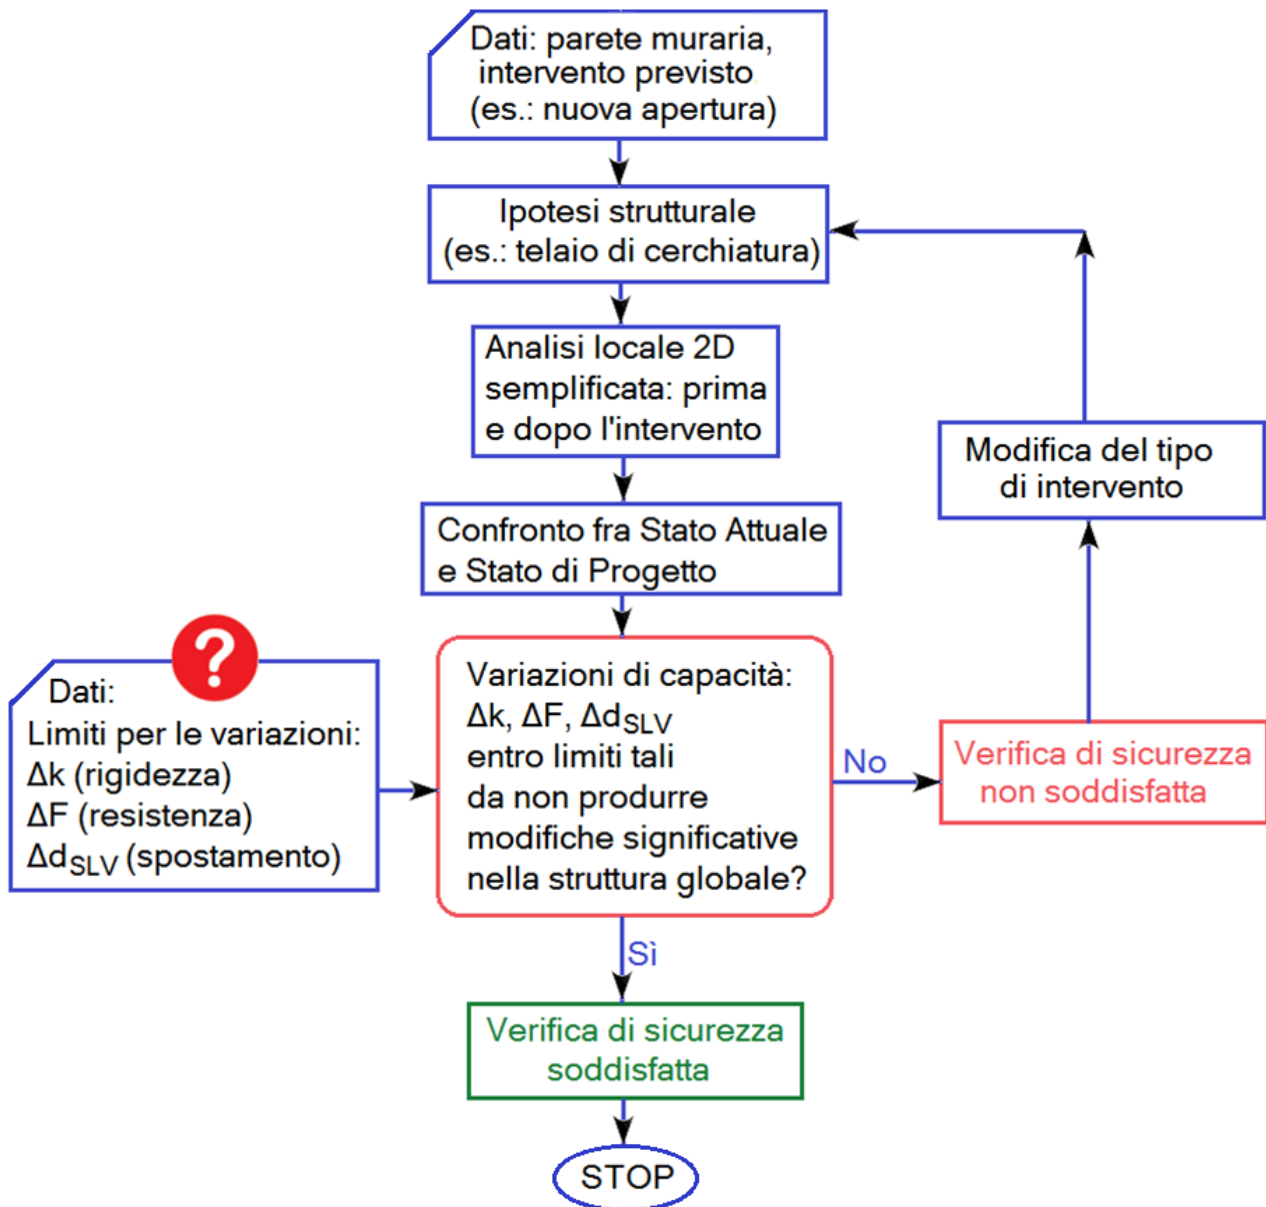 Dati: parete muraria,
intervento previsto
(es.: nuova apertura)
Ipotesi strutturale
(es.: telaio di cerchiatura)
Analisi locale 2D
semplificata: prima
e dopo l'intervento
Confronto fra Stato Attuale
e Stato di Progetto
?
Dati:
Limiti per le variazioni:
Δk (rigidezza)
ΔF (resistenza)
Δd_SLV (spostamento)
Variazioni di capacità:
Δk, ΔF, Δd_SLV
entro limiti tali
da non produrre
modifiche significative
nella struttura globale?
No
Verifica di sicurezza
non soddisfatta
Modifica del tipo
di intervento
Sì
Verifica di sicurezza
soddisfatta
STOP